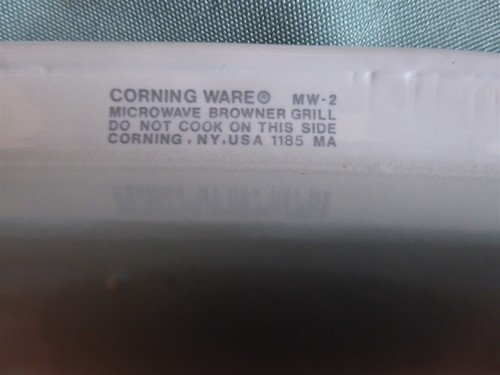 CORNING WARE® MW-2
MICROWAVE BROWNER GRILL
DO NOT COOK ON THIS SIDE
CORNING, NY, USA 1185 MA